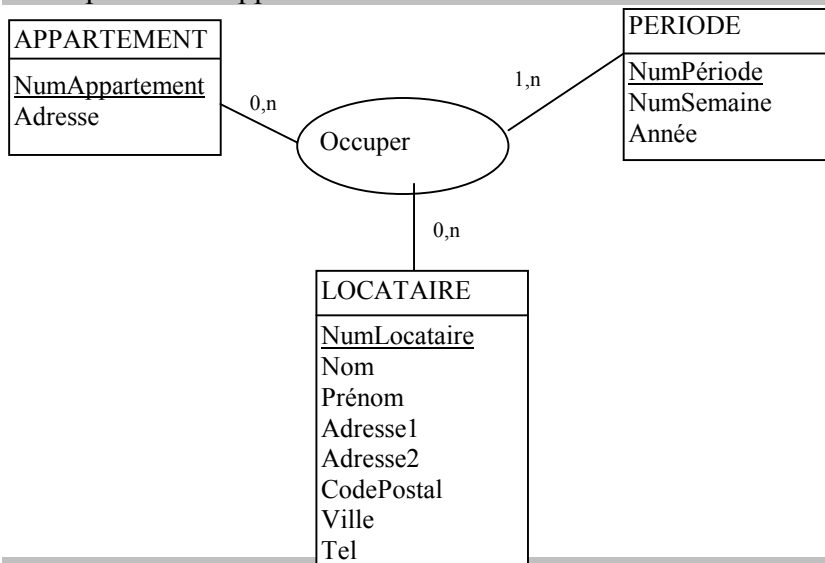 APPARTEMENT
NumAppartement
Adresse
0,n
Occuper
1,n
PERIODE
NumPériode
NumSemaine
Année
0,n
LOCATAIRE
NumLocataire
Nom
Prénom
Adresse1
Adresse2
CodePostal
Ville
Tel